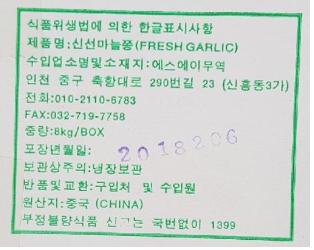 식품위생법에 의한 한글표시사항
제품명:신선마늘쫑(FRESH GARLIC)
수입업소명및소재지:에스에이무역
인천 중구 축항대로 290번길 23 (신흥동3가)
전화:010-2110-6783
FAX:032-719-7758
중량:8kg/BOX
포장년월일: 2018206
보관상주의:냉장보관
반품및교환:구입처 및 수입원
원산지:중국 (CHINA)
부정불량식품 신고는 국번없이 1399